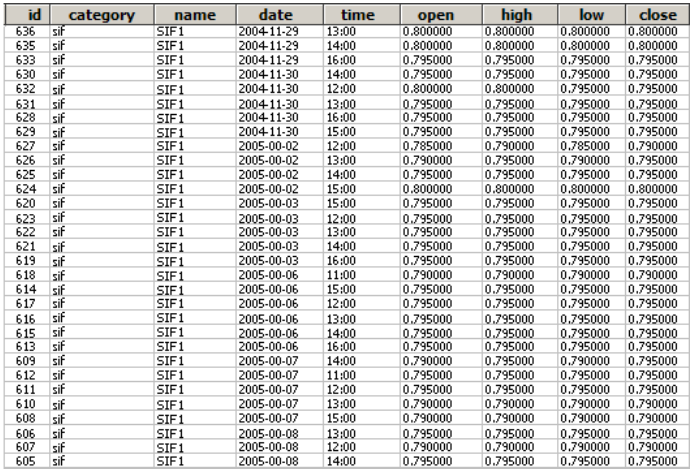 id category name date time open high low close
636 sif SIF1 2004-11-29 13:00 0.800000 0.800000 0.800000 0.800000
635 sif SIF1 2004-11-29 14:00 0.800000 0.800000 0.800000 0.800000
633 sif SIF1 2004-11-29 16:00 0.795000 0.795000 0.795000 0.795000
630 sif SIF1 2004-11-30 14:00 0.795000 0.795000 0.795000 0.795000
632 sif SIF1 2004-11-30 12:00 0.800000 0.800000 0.795000 0.795000
631 sif SIF1 2004-11-30 13:00 0.795000 0.795000 0.795000 0.795000
628 sif SIF1 2004-11-30 16:00 0.795000 0.795000 0.795000 0.795000
629 sif SIF1 2004-11-30 15:00 0.795000 0.795000 0.795000 0.795000
627 sif SIF1 2005-00-02 12:00 0.785000 0.790000 0.785000 0.790000
626 sif SIF1 2005-00-02 13:00 0.790000 0.795000 0.790000 0.795000
625 sif SIF1 2005-00-02 14:00 0.795000 0.795000 0.795000 0.795000
624 sif SIF1 2005-00-02 15:00 0.800000 0.800000 0.800000 0.800000
620 sif SIF1 2005-00-03 15:00 0.795000 0.795000 0.795000 0.795000
623 sif SIF1 2005-00-03 12:00 0.795000 0.795000 0.795000 0.795000
622 sif SIF1 2005-00-03 13:00 0.795000 0.795000 0.795000 0.795000
621 sif SIF1 2005-00-03 14:00 0.795000 0.795000 0.795000 0.795000
619 sif SIF1 2005-00-03 16:00 0.795000 0.795000 0.795000 0.795000
618 sif SIF1 2005-00-06 11:00 0.790000 0.790000 0.790000 0.790000
614 sif SIF1 2005-00-06 15:00 0.795000 0.795000 0.795000 0.795000
617 sif SIF1 2005-00-06 12:00 0.795000 0.795000 0.795000 0.795000
616 sif SIF1 2005-00-06 13:00 0.795000 0.795000 0.795000 0.795000
615 sif SIF1 2005-00-06 14:00 0.795000 0.795000 0.795000 0.795000
613 sif SIF1 2005-00-06 16:00 0.795000 0.795000 0.795000 0.795000
609 sif SIF1 2005-00-07 14:00 0.790000 0.790000 0.790000 0.790000
612 sif SIF1 2005-00-07 11:00 0.795000 0.795000 0.795000 0.795000
611 sif SIF1 2005-00-07 12:00 0.795000 0.795000 0.795000 0.795000
610 sif SIF1 2005-00-07 13:00 0.790000 0.790000 0.790000 0.790000
608 sif SIF1 2005-00-07 15:00 0.790000 0.790000 0.790000 0.790000
606 sif SIF1 2005-00-08 13:00 0.795000 0.795000 0.790000 0.790000
607 sif SIF1 2005-00-08 12:00 0.790000 0.790000 0.790000 0.790000
605 sif SIF1 2005-00-08 14:00 0.795000 0.795000 0.795000 0.795000